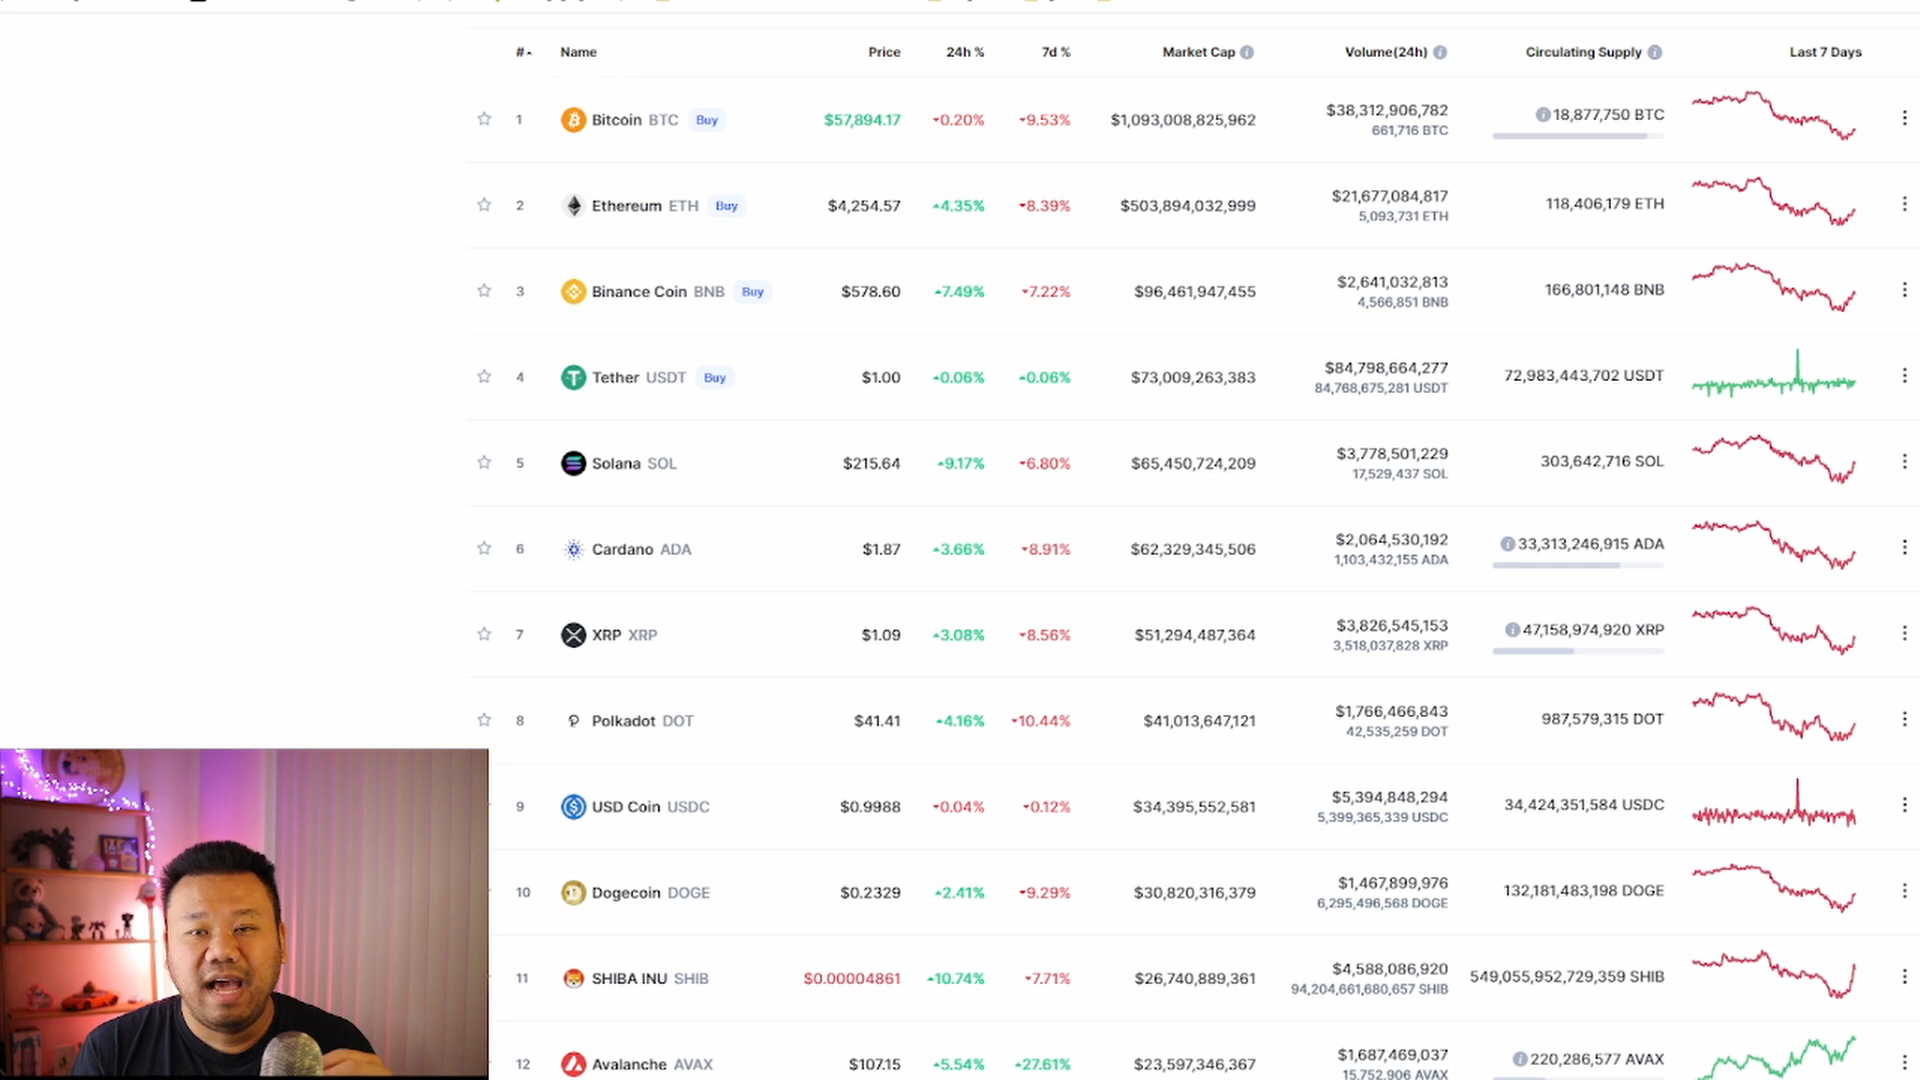 # Name Price 24h % 7d % Market Cap Volume(24h) Circulating Supply Last 7 Days
1 Bitcoin BTC Buy $57,894.17 0.20% 9.53% $1,093,008,825,962 $38,312,906,782 18,877,750 BTC
661,716 BTC
2 Ethereum ETH Buy $4,254.57 4.35% 8.39% $503,894,032,999 $21,677,084,817 118,406,179 ETH
5,093,731 ETH
3 Binance Coin BNB Buy $578.60 7.49% 7.22% $96,461,947,455 $2,641,032,813 166,801,148 BNB
4,566,851 BNB
4 Tether USDT Buy $1.00 0.06% 0.06% $73,009,263,383 $84,798,664,277 72,983,443,702 USDT
84,768,675,281 USDT
5 Solana SOL $215.64 9.17% 6.80% $65,450,724,209 $3,778,501,229 303,642,716 SOL
17,529,437 SOL
6 Cardano ADA $1.87 3.66% 8.91% $62,329,345,506 $2,064,530,192 33,313,246,915 ADA
1,103,432,155 ADA
7 XRP XRP $1.09 3.08% 8.56% $51,294,487,364 $3,826,545,153 47,158,974,920 XRP
3,518,037,828 XRP
8 Polkadot DOT $41.41 4.16% 10.44% $41,013,647,121 $1,766,466,843 987,579,315 DOT
42,535,259 DOT
9 USD Coin USDC $0.9988 0.04% 0.12% $34,395,552,581 $5,394,848,294 34,424,351,584 USDC
5,399,365,339 USDC
10 Dogecoin DOGE $0.2329 2.41% 9.29% $30,820,316,379 $1,467,899,976 132,181,483,198 DOGE
6,295,496,568 DOGE
11 SHIBA INU SHIB $0.00004861 10.74% 7.71% $26,740,889,361 $4,588,086,920 549,055,952,729,359 SHIB
94,204,661,680,657 SHIB
12 Avalanche AVAX $107.15 5.54% 27.61% $23,597,346,367 $1,687,469,037 220,286,577 AVAX
15,752,906 AVAX